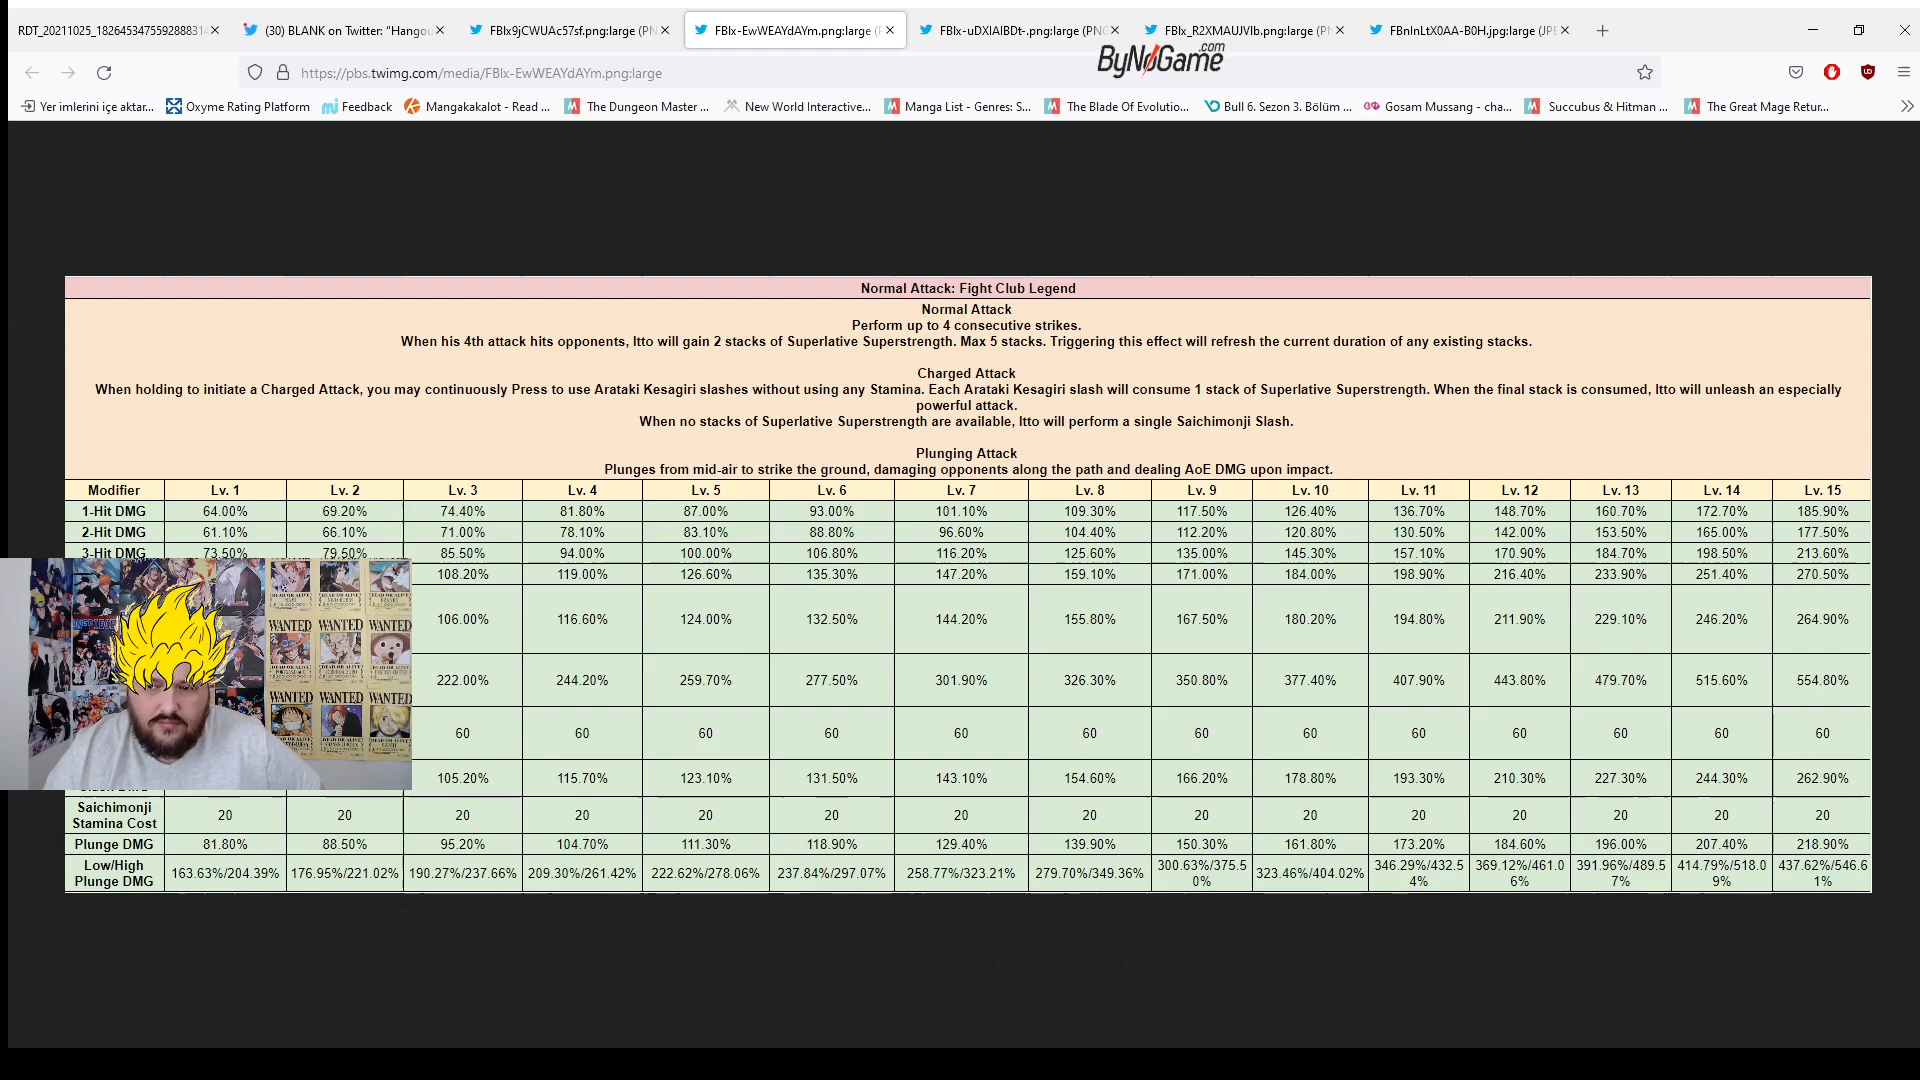 RDT_20211025_1826453475592888314
(30) BLANK on Twitter: "Hangou
FBIx9jCWUAc57sf.png:large (PN
FBIx-EwWEAYdAYm.png:large (P
FBIx-uDXIAIBDt-.png:large (PNG
FBIx_R2XMAUJVIb.png:large (PN
FBnInLtX0AA-B0H.jpg:large (JPE
ByNoGame.com
https://pbs.twimg.com/media/FBIx-EwWEAYdAYm.png:large
Yer imlerini içe aktar... Oxyme Rating Platform Feedback Mangakakalot - Read ... The Dungeon Master ... New World Interactive... Manga List - Genres: S... The Blade Of Evolutio... Bull 6. Sezon 3. Bölüm ... Gosam Mussang - cha... Succubus & Hitman ... The Great Mage Retur...
Normal Attack: Fight Club Legend
Normal Attack
Perform up to 4 consecutive strikes.
When his 4th attack hits opponents, Itto will gain 2 stacks of Superlative Superstrength. Max 5 stacks. Triggering this effect will refresh the current duration of any existing stacks.
Charged Attack
When holding to initiate a Charged Attack, you may continuously Press to use Arataki Kesagiri slashes without using any Stamina. Each Arataki Kesagiri slash will consume 1 stack of Superlative Superstrength. When the final stack is consumed, Itto will unleash an especially
powerful attack.
When no stacks of Superlative Superstrength are available, Itto will perform a single Saichimonji Slash.
Plunging Attack
Plunges from mid-air to strike the ground, damaging opponents along the path and dealing AoE DMG upon impact.
Modifier Lv. 1 Lv. 2 Lv. 3 Lv. 4 Lv. 5 Lv. 6 Lv. 7 Lv. 8 Lv. 9 Lv. 10 Lv. 11 Lv. 12 Lv. 13 Lv. 14 Lv. 15
1-Hit DMG 64.00% 69.20% 74.40% 81.80% 87.00% 93.00% 101.10% 109.30% 117.50% 126.40% 136.70% 148.70% 160.70% 172.70% 185.90%
2-Hit DMG 61.10% 66.10% 71.00% 78.10% 83.10% 88.80% 96.60% 104.40% 112.20% 120.80% 130.50% 142.00% 153.50% 165.00% 177.50%
3-Hit DMG 73.50% 79.50% 85.50% 94.00% 100.00% 106.80% 116.20% 125.60% 135.00% 145.30% 157.10% 170.90% 184.70% 198.50% 213.60%
108.20% 119.00% 126.60% 135.30% 147.20% 159.10% 171.00% 184.00% 198.90% 216.40% 233.90% 251.40% 270.50%
106.00% 116.60% 124.00% 132.50% 144.20% 155.80% 167.50% 180.20% 194.80% 211.90% 229.10% 246.20% 264.90%
222.00% 244.20% 259.70% 277.50% 301.90% 326.30% 350.80% 377.40% 407.90% 443.80% 479.70% 515.60% 554.80%
60 60 60 60 60 60 60 60 60 60 60 60 60
105.20% 115.70% 123.10% 131.50% 143.10% 154.60% 166.20% 178.80% 193.30% 210.30% 227.30% 244.30% 262.90%
Saichimonji
Stamina Cost 20 20 20 20 20 20 20 20 20 20 20 20 20 20 20
Plunge DMG 81.80% 88.50% 95.20% 104.70% 111.30% 118.90% 129.40% 139.90% 150.30% 161.80% 173.20% 184.60% 196.00% 207.40% 218.90%
Low/High
Plunge DMG 163.63%/204.39% 176.95%/221.02% 190.27%/237.66% 209.30%/261.42% 222.62%/278.06% 237.84%/297.07% 258.77%/323.21% 279.70%/349.36% 300.63%/375.50% 323.46%/404.02% 346.29%/432.54% 369.12%/461.06% 391.96%/489.57% 414.79%/518.09% 437.62%/546.61%
WANTED WANTED WANTED
WANTED WANTED WANTED